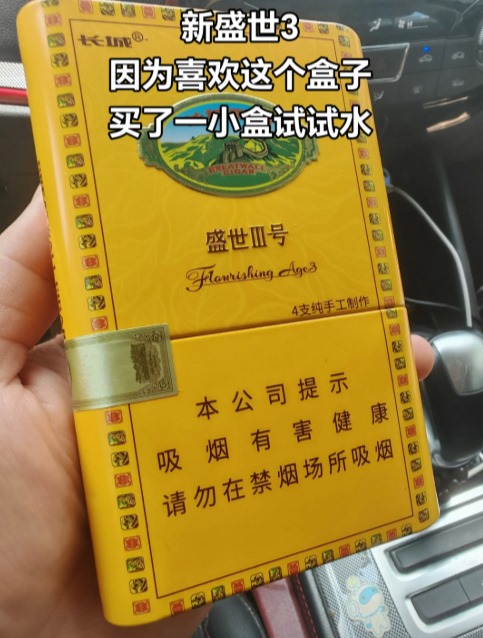 新盛世3
因为喜欢这个盒子
买了一小盒试试水
长城®
GREATWALL
CIGAR
盛世III号
Flourishing Ages3
4支纯手工制作
本公司提示
吸烟有害健康
请勿在禁烟场所吸烟